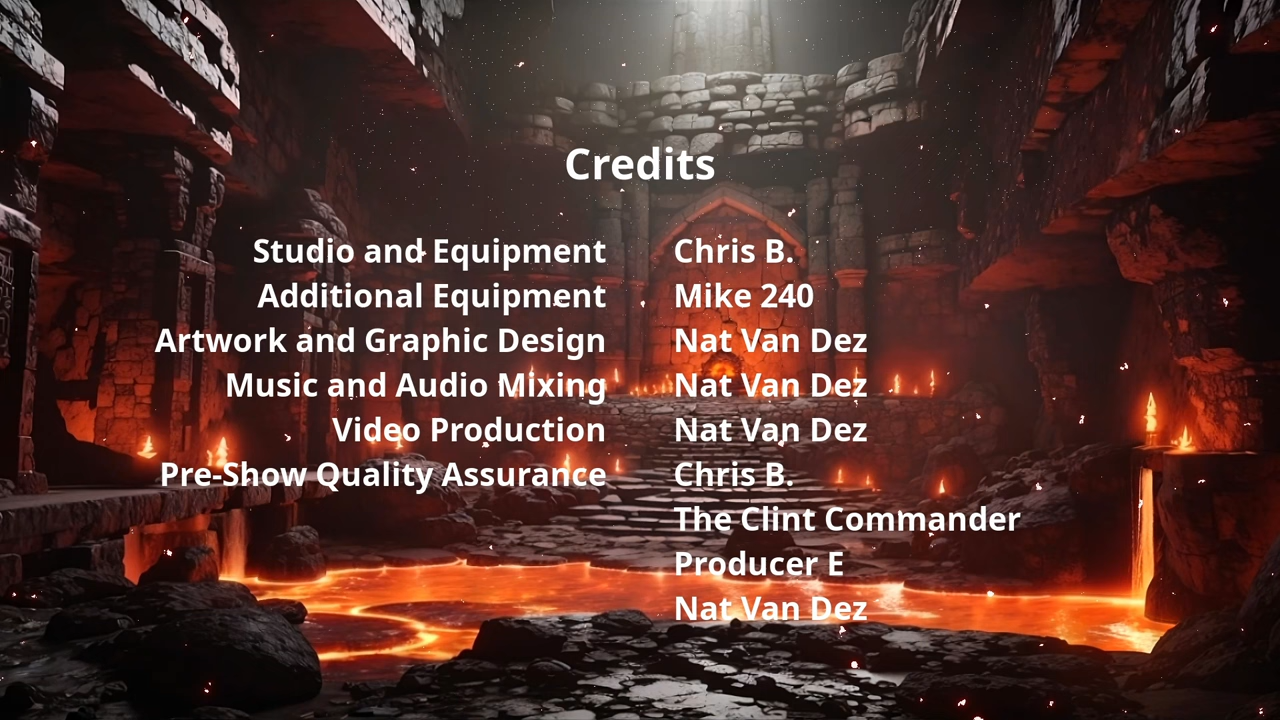 Credits
Studio and Equipment Chris B.
Additional Equipment Mike 240
Artwork and Graphic Design Nat Van Dez
Music and Audio Mixing Nat Van Dez
Video Production Nat Van Dez
Pre-Show Quality Assurance Chris B.
The Clint Commander
Producer E
Nat Van Dez